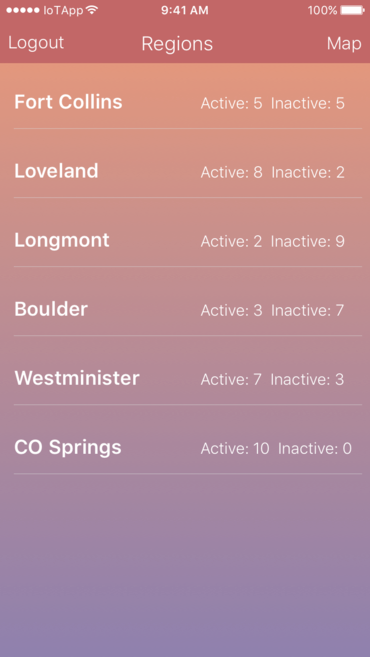 IoTApp 9:41 AM 100%
Logout Regions Map
Fort Collins Active: 5 Inactive: 5
Loveland Active: 8 Inactive: 2
Longmont Active: 2 Inactive: 9
Boulder Active: 3 Inactive: 7
Westminister Active: 7 Inactive: 3
CO Springs Active: 10 Inactive: 0